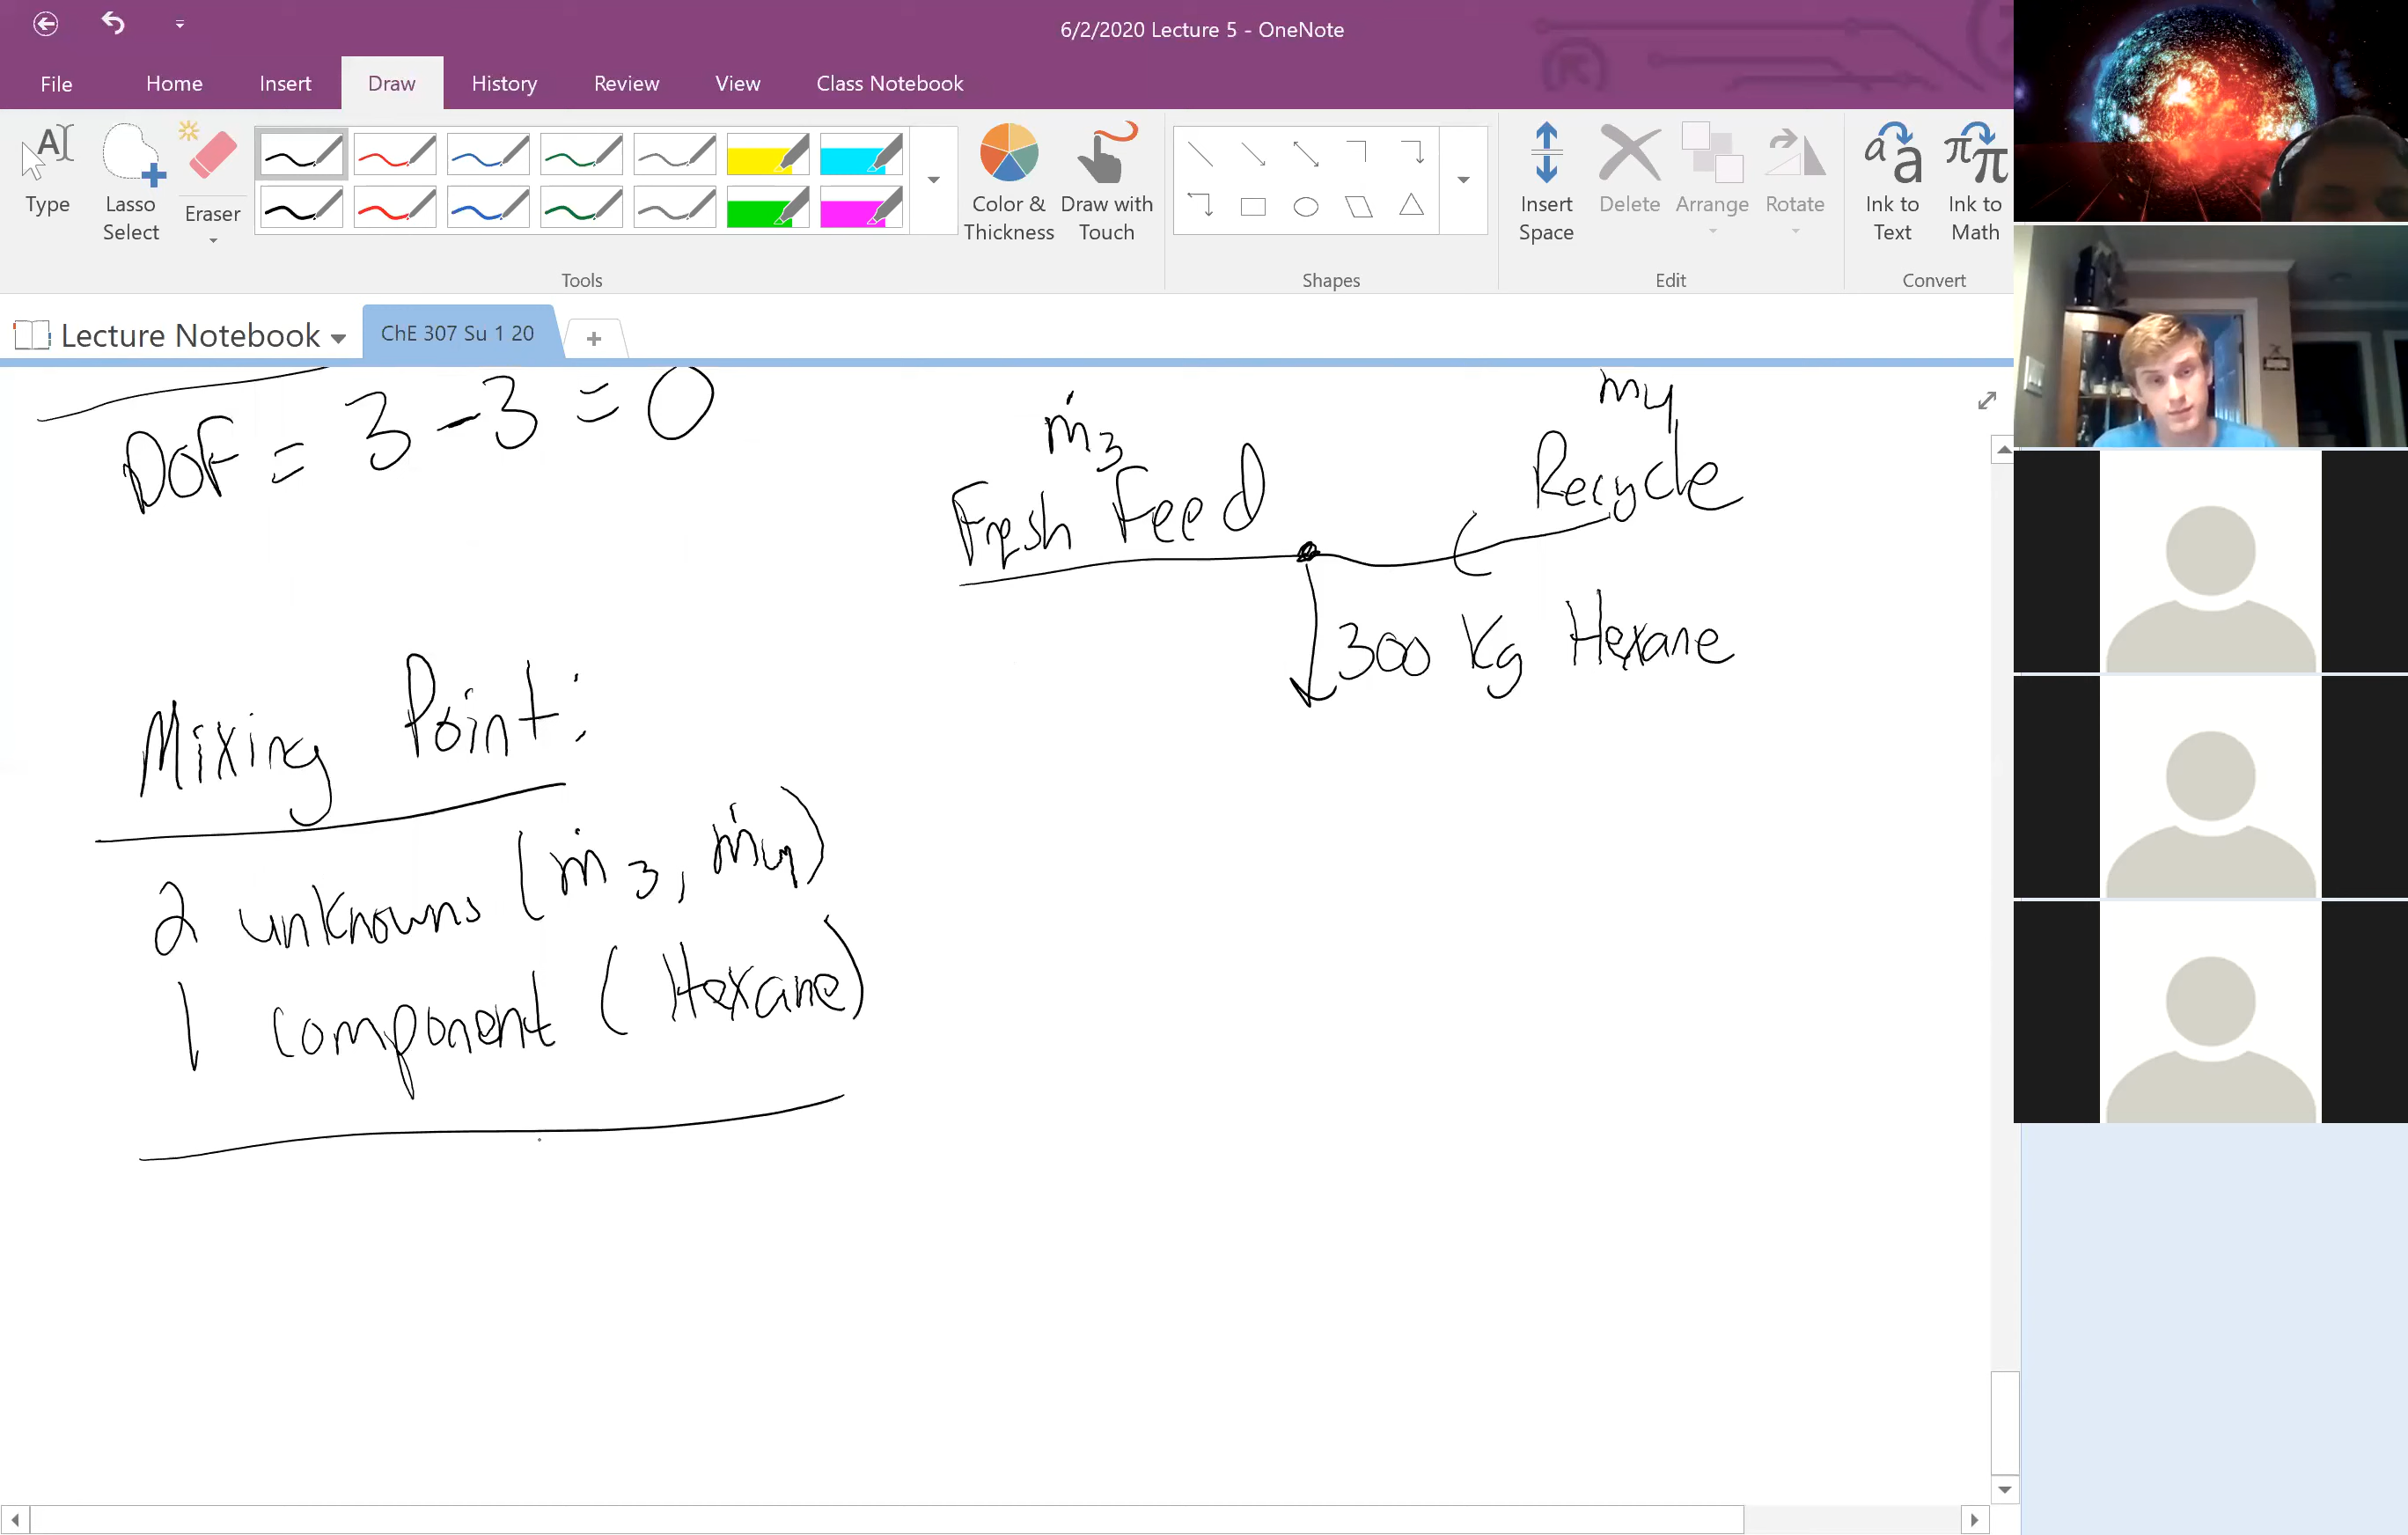 6/2/2020 Lecture 5 - OneNote
File Home Insert Draw History Review View Class Notebook
Type
Lasso Select
Eraser
Color & Thickness
Draw with Touch
Insert Space
Delete
Arrange
Rotate
Ink to Text
Ink to Math
Tools
Shapes
Edit
Convert
Lecture Notebook
ChE 307 Su 1 20
DOF = 3 - 3 = 0
ṁ3
Fresh Feed
m4
Recycle
300 Kg Hexane
Mixing Point:
2 unknowns (ṁ3, ṁ4)
1 component (Hexane)